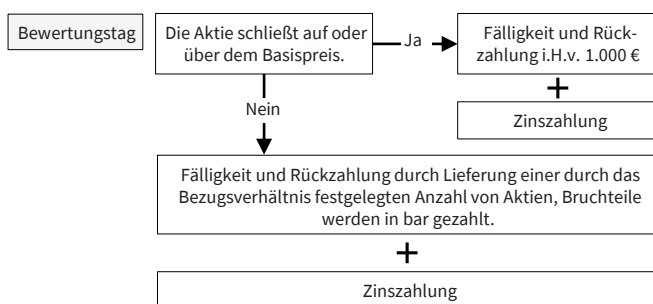 Bewertungstag
Die Aktie schließt auf oder
über dem Basispreis.
Ja
Fälligkeit und Rück-
zahlung i.H.v. 1.000 €
+
Zinszahlung
Nein
Fälligkeit und Rückzahlung durch Lieferung einer durch das
Bezugsverhältnis festgelegten Anzahl von Aktien, Bruchteile
werden in bar gezahlt.
+
Zinszahlung